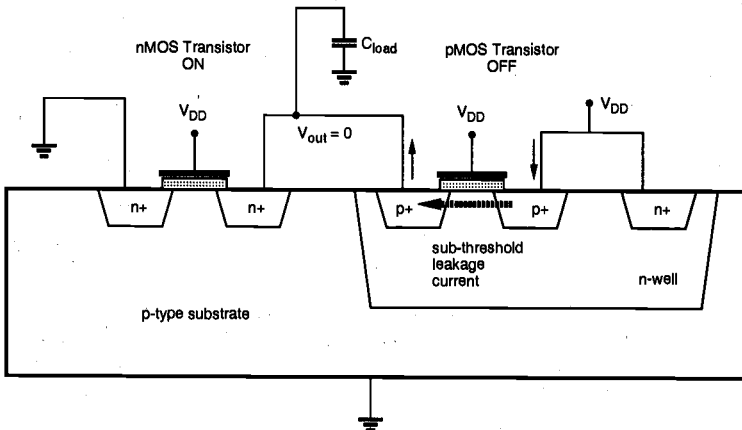 nMOS Transistor
ON
C_load
pMOS Transistor
OFF
V_DD
V_out = 0
V_DD
V_DD
n+
n+
p+
p+
n+
sub-threshold
leakage
current
n-well
p-type substrate